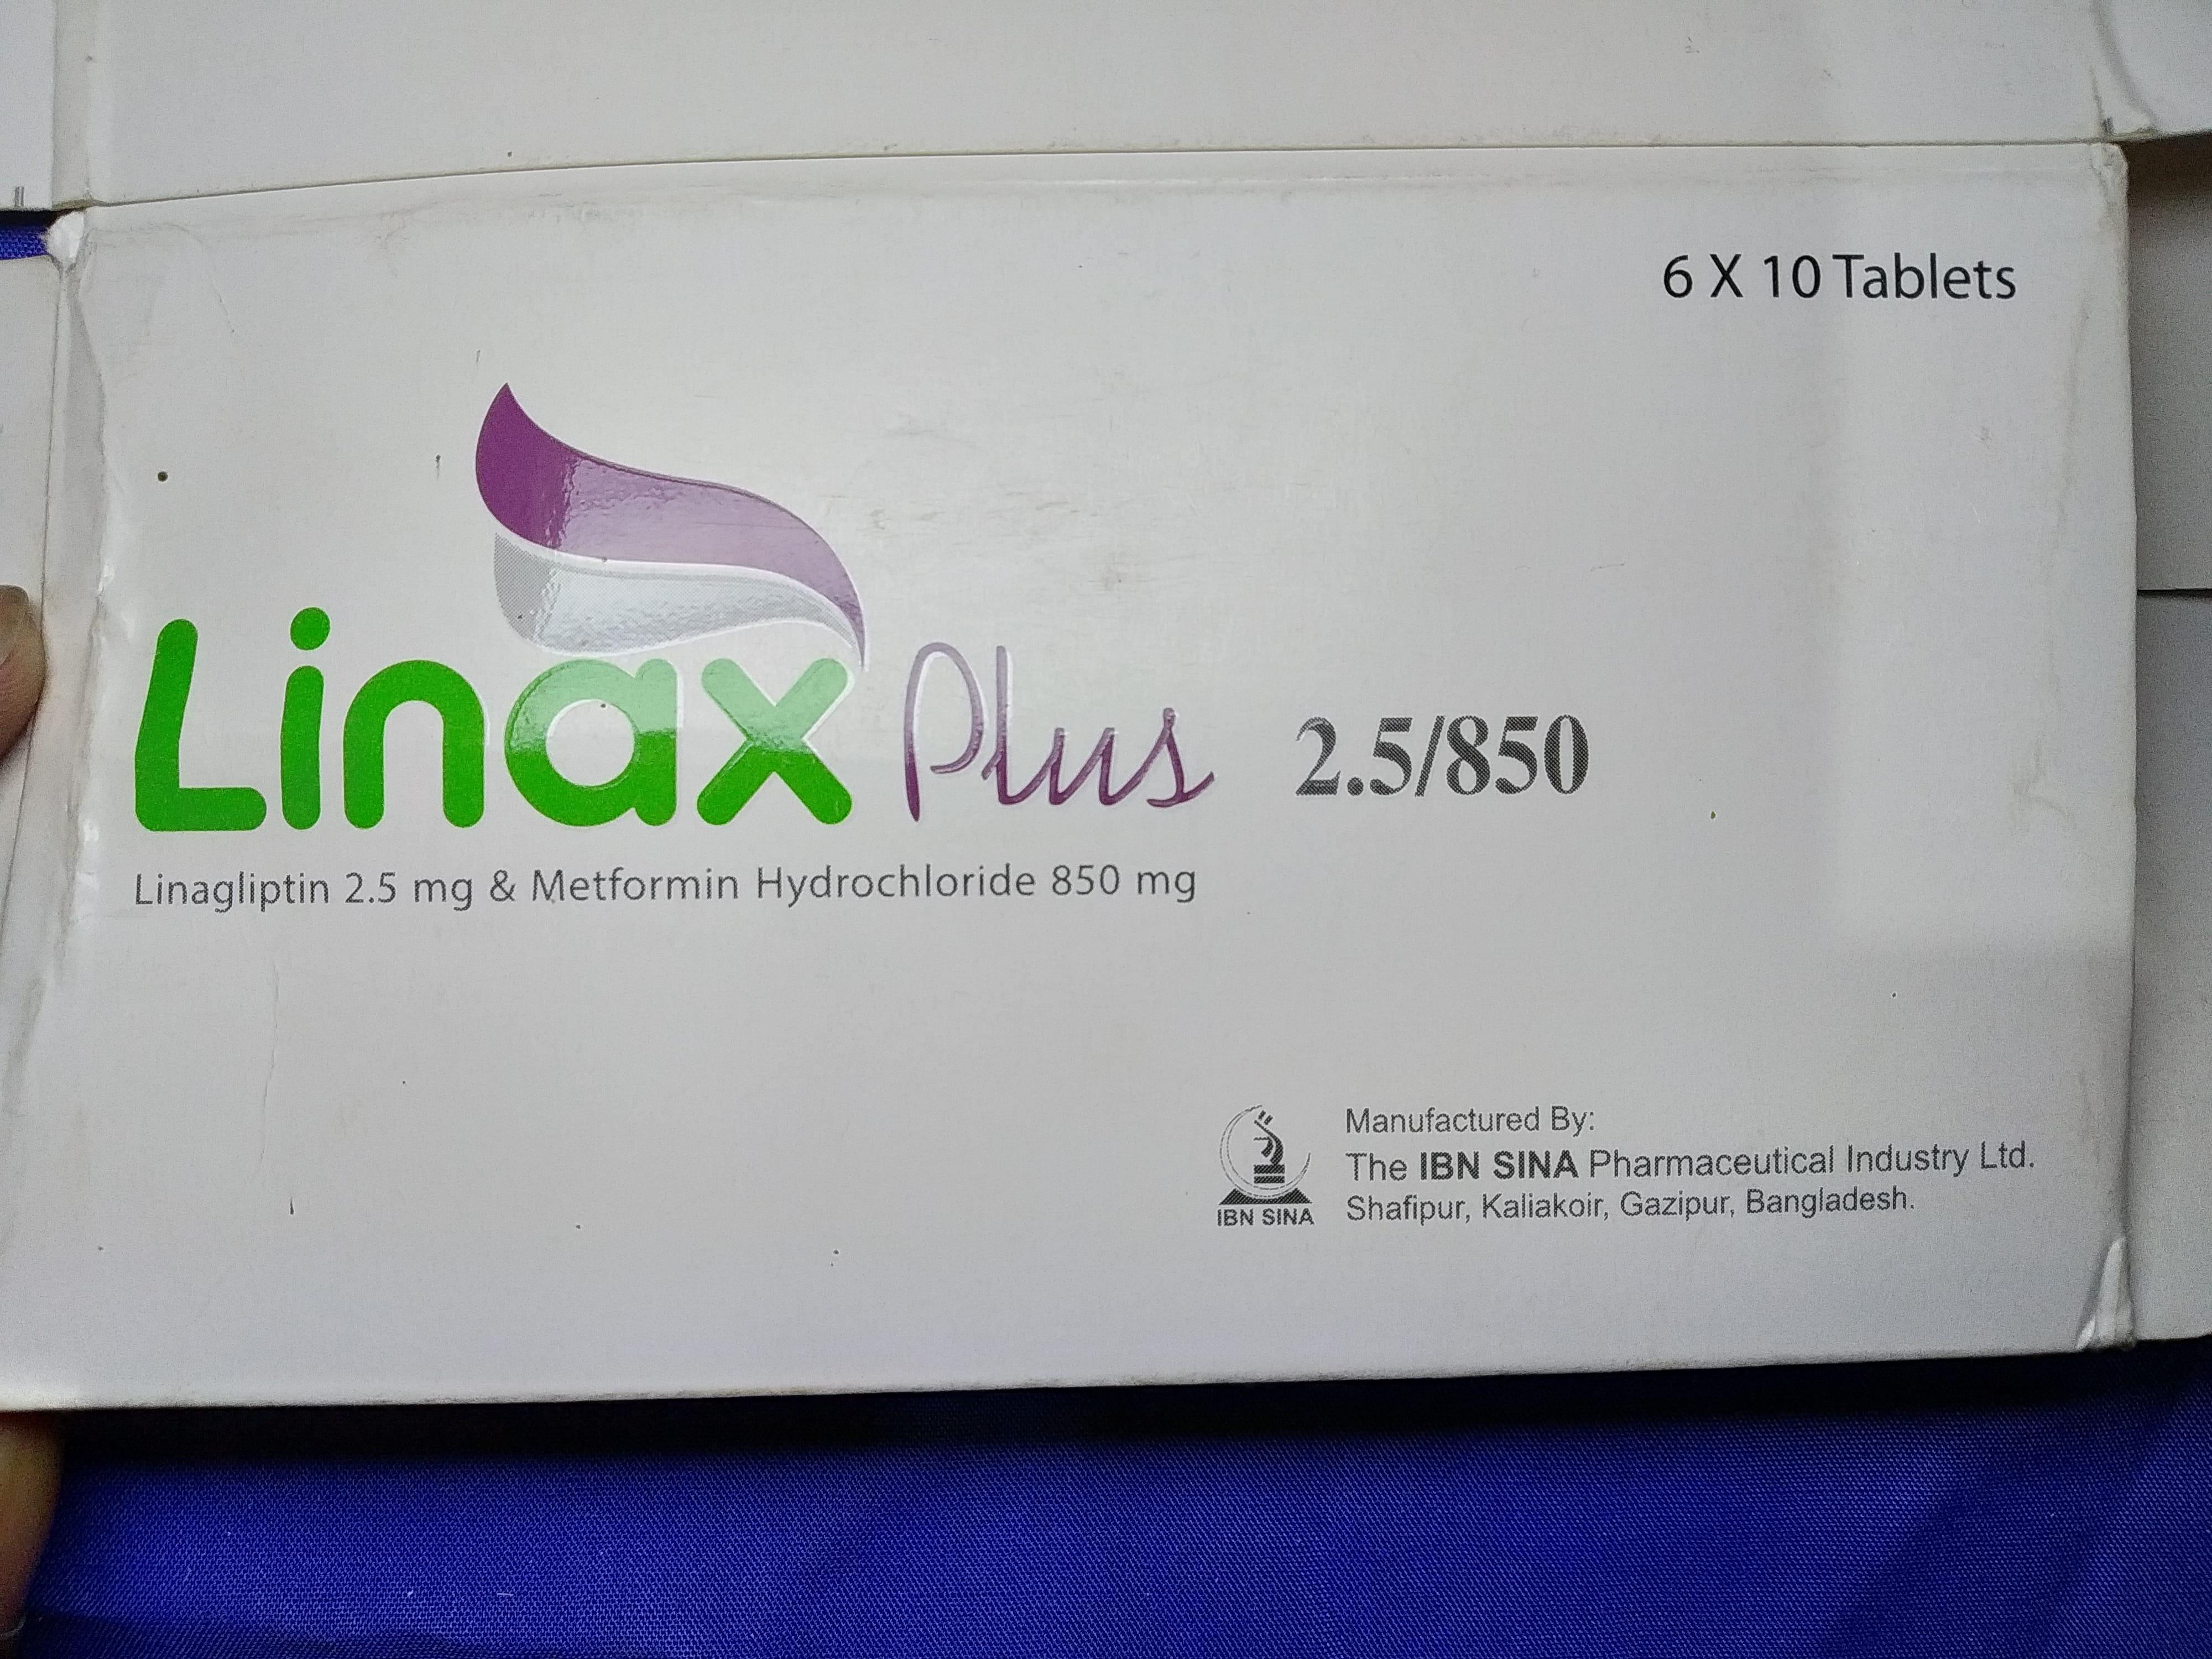 6 X 10 Tablets
Linax Plus 2.5/850
Linagliptin 2.5 mg & Metformin Hydrochloride 850 mg
Manufactured By:
The IBN SINA Pharmaceutical Industry Ltd.
Shafipur, Kaliakoir, Gazipur, Bangladesh.
IBN SINA